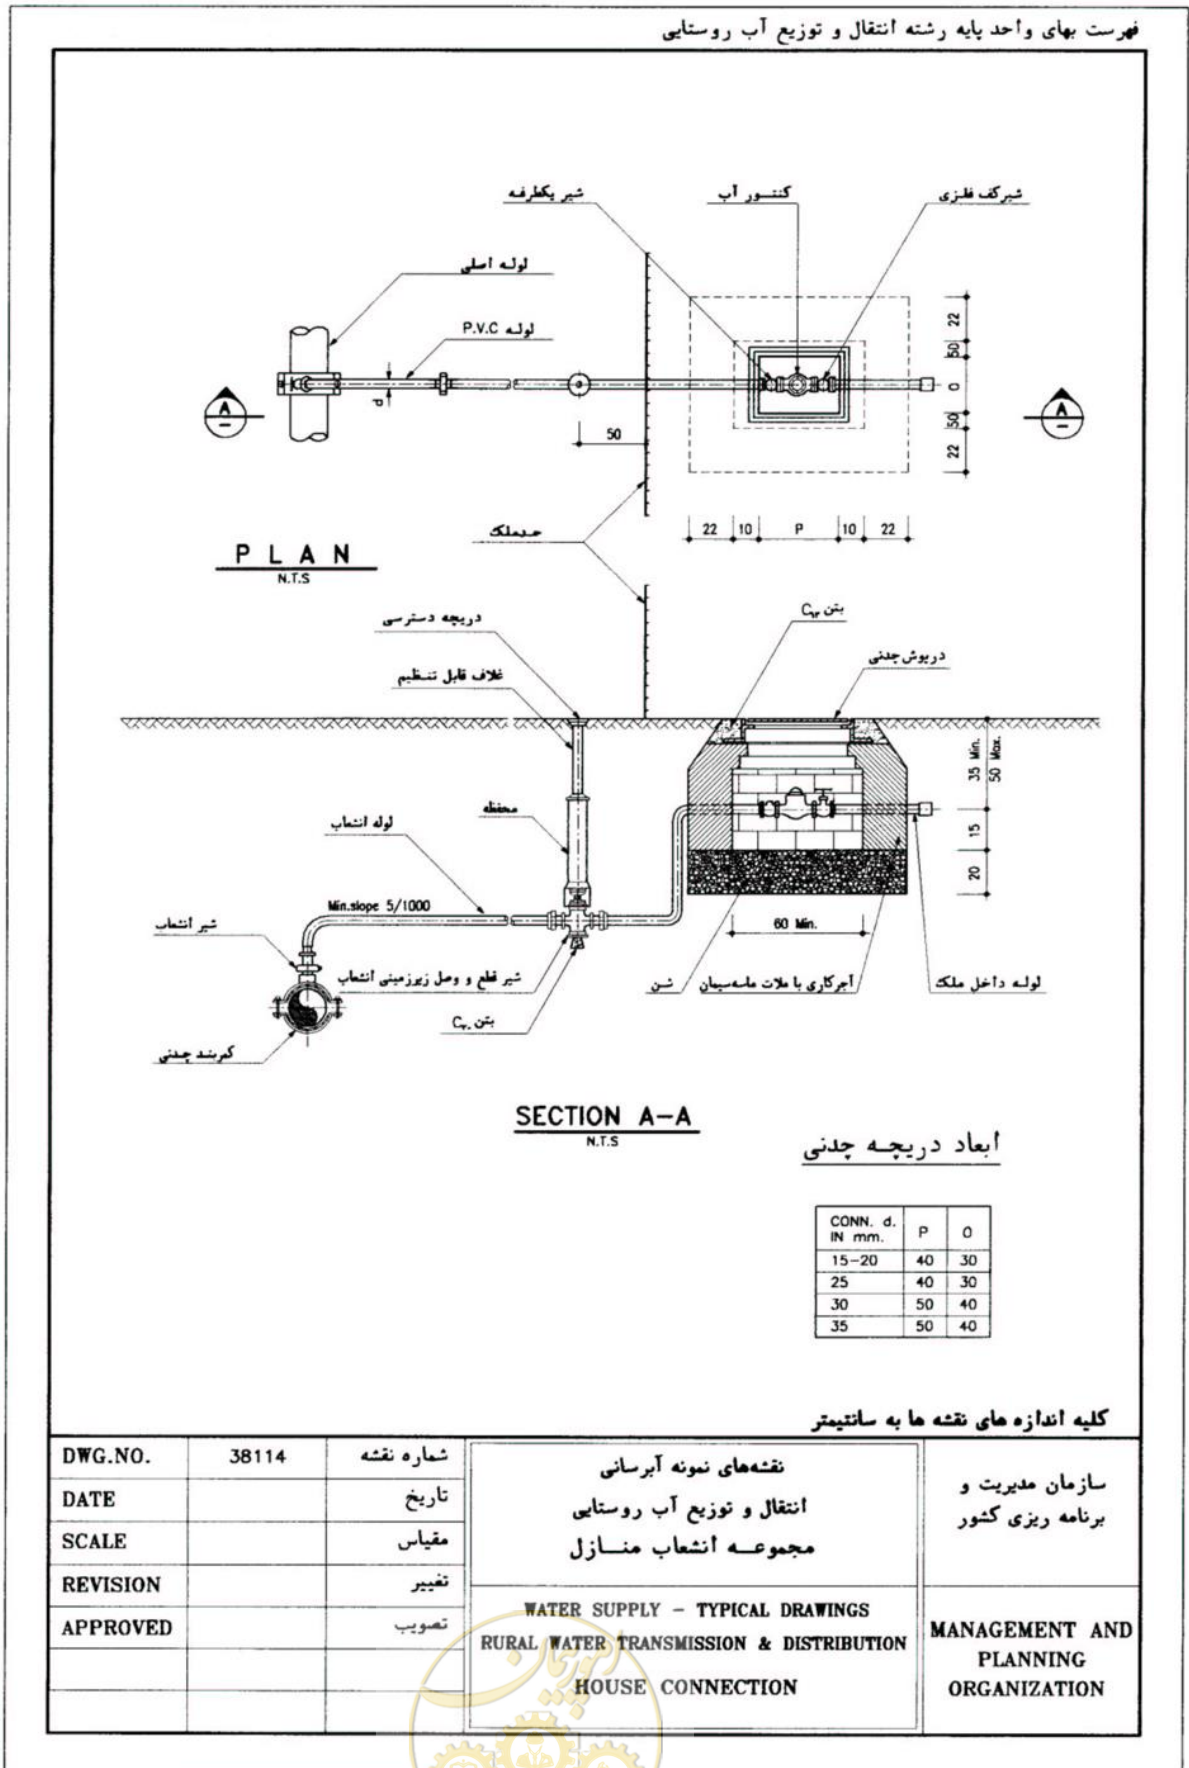 فهرست بهای واحد پایه رشته انتقال و توزیع آب روستایی
شیر یکطرفه
کنتور آب
شیرکف فلزی
لوله اصلی
لوله P.V.C
d
A
A
50
22
50
O
50
22
22
10
P
10
22
حد ملک
PLAN
N.T.S
دریچه دسترسی
غلاف قابل تنظیم
بتن C۱۲
درپوش چدنی
35 Min.
50 Max.
15
20
محفظه
لوله انشعاب
Min.slope 5/1000
شیر انشعاب
60 Min.
شیر قطع و وصل زیرزمینی انشعاب
شن
آجرکاری با ملات ماسه‌سیمان
لوله داخل ملک
بتن C۲۰
کمربند چدنی
SECTION A-A
N.T.S
ابعاد دریچه چدنی
CONN. d. IN mm. P O
15-20 40 30
25 40 30
30 50 40
35 50 40
کلیه اندازه های نقشه ها به سانتیمتر
DWG.NO. 38114 شماره نقشه
DATE تاریخ
SCALE مقیاس
REVISION تغییر
APPROVED تصویب
نقشه‌های نمونه آبرسانی
انتقال و توزیع آب روستایی
مجموعه انشعاب منازل
WATER SUPPLY - TYPICAL DRAWINGS
RURAL WATER TRANSMISSION & DISTRIBUTION
HOUSE CONNECTION
سازمان مدیریت و
برنامه ریزی کشور
MANAGEMENT AND
PLANNING
ORGANIZATION